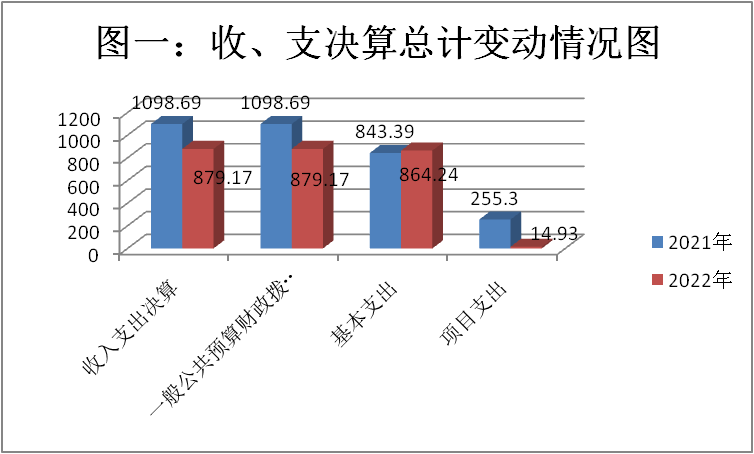 图一：收、支决算总计变动情况图
1098.69
1098.69
843.39
255.3
879.17
879.17
864.24
14.93
1200
1000
800
600
400
200
0
收入支出决算
一般公共预算财政拨…
基本支出
项目支出
2021年
2022年